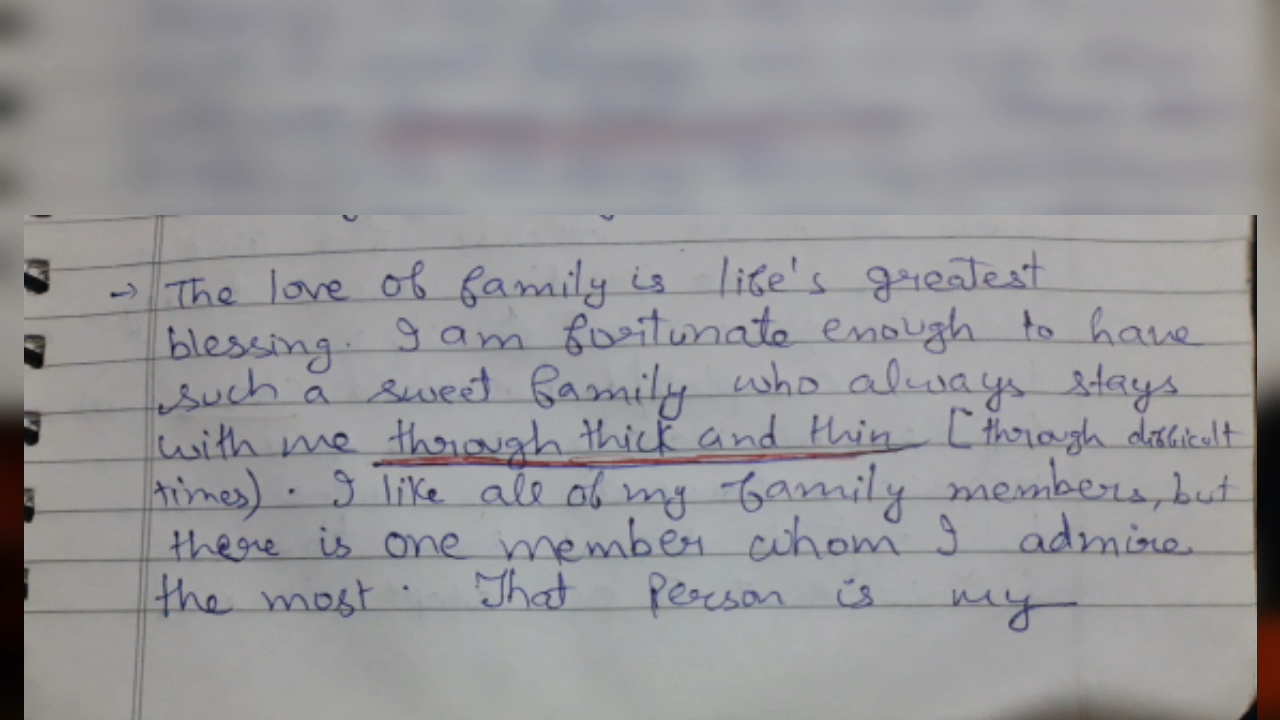 → The love of family is life's greatest
blessing. I am fortunate enough to have
such a sweet family who always stays
with me through thick and thin [through difficult
times). I like all of my family members, but
there is one member whom I admire
the most. That Person is my